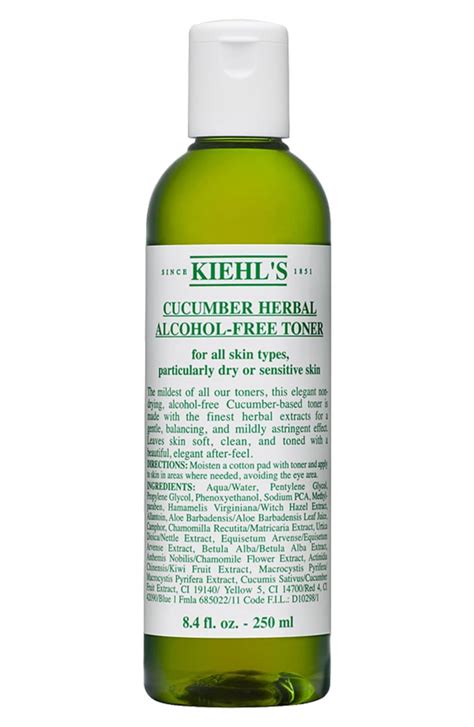 SINCE KIEHL'S 1851
CUCUMBER HERBAL
ALCOHOL-FREE TONER
for all skin types,
particularly dry or sensitive skin
The mildest of all our toners, this elegant non-
drying, alcohol-free Cucumber-based toner is
made with the finest herbal extracts for a
gentle, balancing, and mildly astringent effect.
Leaves skin soft, clean, and toned with a
beautiful, elegant after-feel.
DIRECTIONS: Moisten a cotton pad with toner and apply
to skin in areas where needed, avoiding the eye area.
INGREDIENTS: Aqua/Water, Pentylene Glycol,
Propylene Glycol, Phenoxyethanol, Sodium PCA, Methyl-
paraben, Hamamelis Virginiana/Witch Hazel Extract,
Allantoin, Aloe Barbadensis/Aloe Barbadensis Leaf Juice,
Camphor, Chamomilla Recutita/Matricaria Extract, Urtica
Dioica/Nettle Extract, Equisetum Arvense/Equisetum
Arvense Extract, Betula Alba/Betula Alba Extract,
Anthemis Nobilis/Chamomile Flower Extract, Actinidia
Chinensis/Kiwi Fruit Extract, Macrocystis Pyrifera/
Macrocystis Pyrifera Extract, Cucumis Sativus/Cucumber
Fruit Extract, CI 19140/ Yellow 5, CI 14700/Red 4, CI
42090/Blue 1 Fmla 685022/11 Code F.I.L.: D10298/1
8.4 fl. oz. - 250 ml